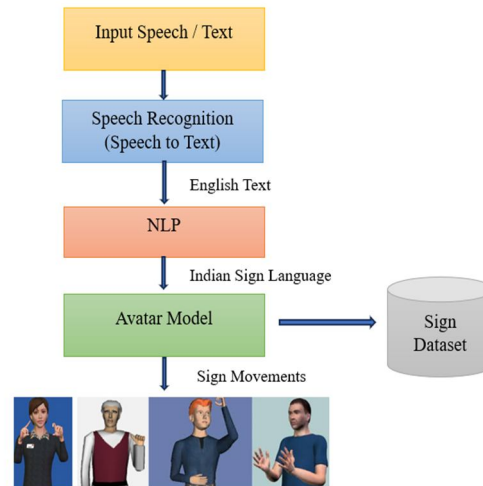 Input Speech / Text
Speech Recognition
(Speech to Text)
English Text
NLP
Indian Sign Language
Avatar Model
Sign
Dataset
Sign Movements